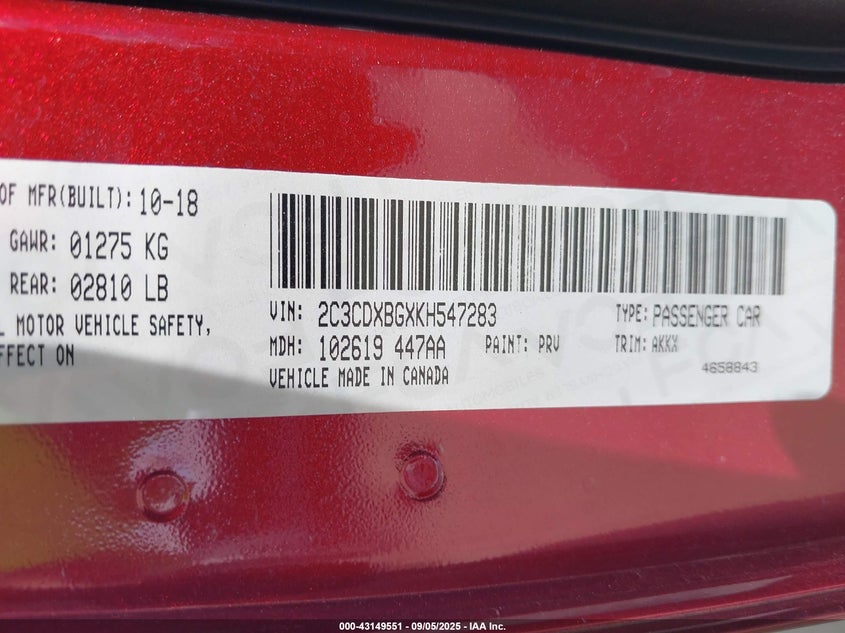 OF MFR(BUILT): 10-18
GAWR: 01275 KG
REAR: 02810 LB
MOTOR VEHICLE SAFETY,
EFFECT ON
VIN: 2C3CDXBGXKH547283
TYPE: PASSENGER CAR
MDH: 102619 447AA
PAINT: PRV
TRIM: AKKX
VEHICLE MADE IN CANADA
4658843
000-43149551 - 09/05/2025 - IAA Inc.